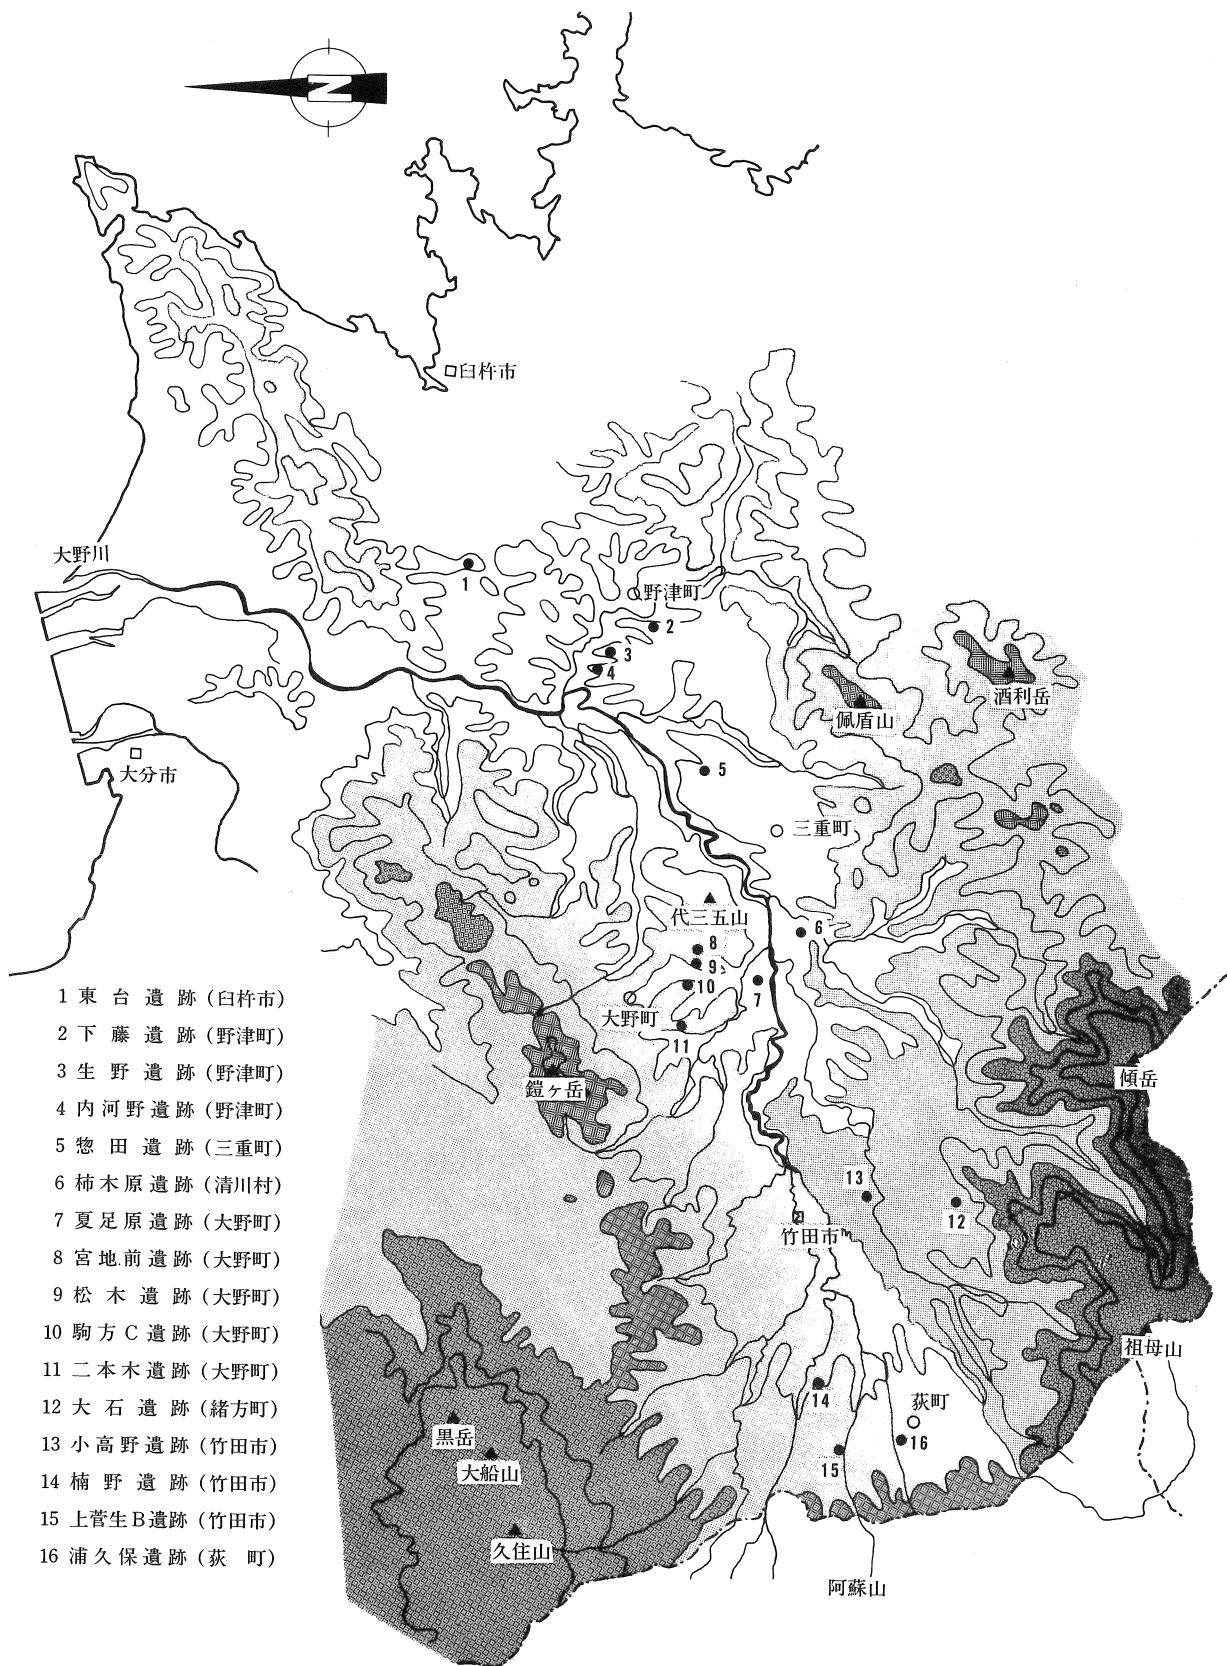 N
臼杵市
大野川
1
野津町
2
3
4
酒利岳
佩盾山
大分市
5
三重町
代三五山
6
8
9
10
7
大野町
11
鎧ヶ岳
傾岳
13
12
竹田市
祖母山
14
荻町
黒岳
16
大船山
15
久住山
阿蘇山
1 東台遺跡(臼杵市)
2 下藤遺跡(野津町)
3 生野遺跡(野津町)
4 内河野遺跡(野津町)
5 惣田遺跡(三重町)
6 柿木原遺跡(清川村)
7 夏足原遺跡(大野町)
8 宮地前遺跡(大野町)
9 松木遺跡(大野町)
10 駒方C遺跡(大野町)
11 二本木遺跡(大野町)
12 大石遺跡(緒方町)
13 小高野遺跡(竹田市)
14 楠野遺跡(竹田市)
15 上菅生B遺跡(竹田市)
16 浦久保遺跡(荻町)